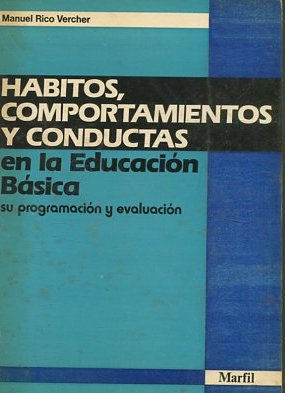 Manuel Rico Vercher
HABITOS,
COMPORTAMIENTOS
Y CONDUCTAS
en la Educación
Básica
su programación y evaluación
Marfil